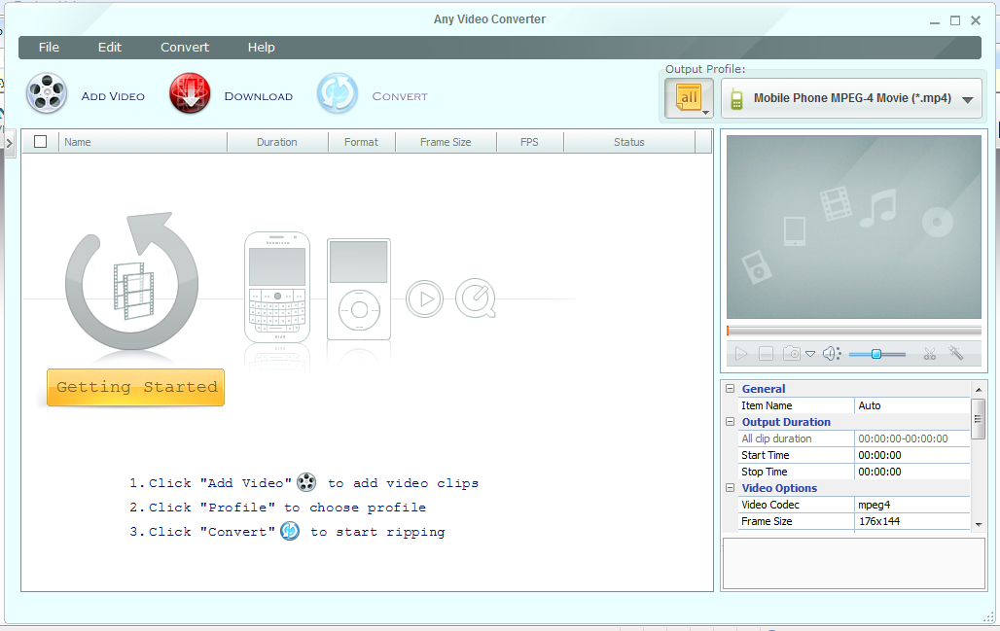 Any Video Converter
File Edit Convert Help
Output Profile:
ADD VIDEO DOWNLOAD CONVERT
all Mobile Phone MPEG-4 Movie (*.mp4)
Name Duration Format Frame Size FPS Status
Getting Started
1.Click "Add Video" to add video clips
2.Click "Profile" to choose profile
3.Click "Convert" to start ripping
General
Item Name Auto
Output Duration
All clip duration 00:00:00-00:00:00
Start Time 00:00:00
Stop Time 00:00:00
Video Options
Video Codec mpeg4
Frame Size 176x144